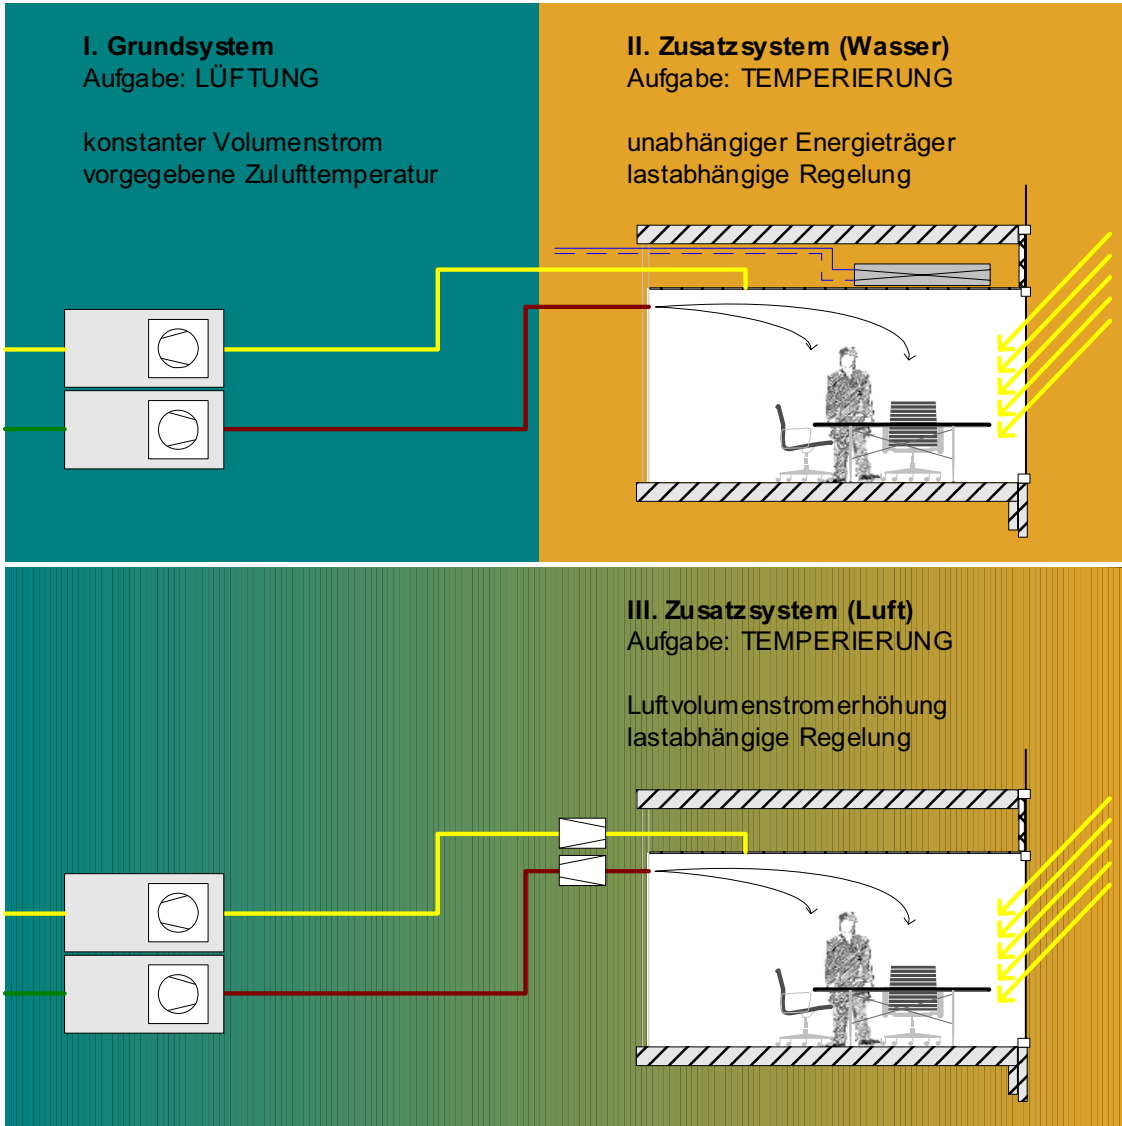 I. Grundsystem
Aufgabe: LÜFTUNG
konstanter Volumenstrom
vorgegebene Zulufttemperatur
II. Zusatzsystem (Wasser)
Aufgabe: TEMPERIERUNG
unabhängiger Energieträger
lastabhängige Regelung
III. Zusatzsystem (Luft)
Aufgabe: TEMPERIERUNG
Luftvolumenstromerhöhung
lastabhängige Regelung